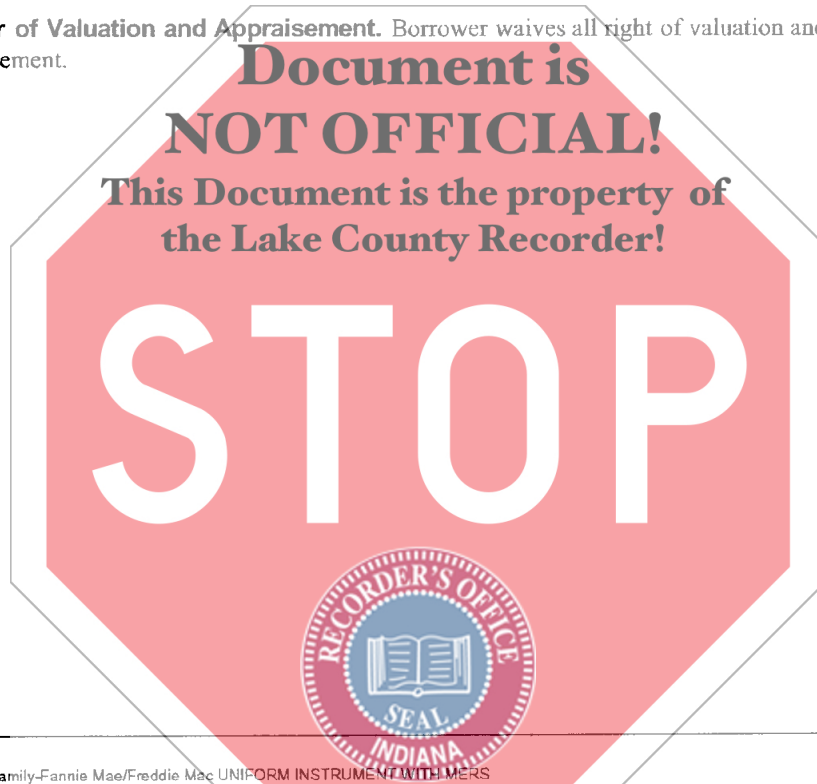 r of Valuation and Appraisement. Borrower waives all right of valuation and
ement.
Document is
NOT OFFICIAL!
This Document is the property of
the Lake County Recorder!
STOP
RECORDER'S OFFICE
SEAL
INDIANA
amily-Fannie Mae/Freddie Mac UNIFORM INSTRUMENT WITH MERS